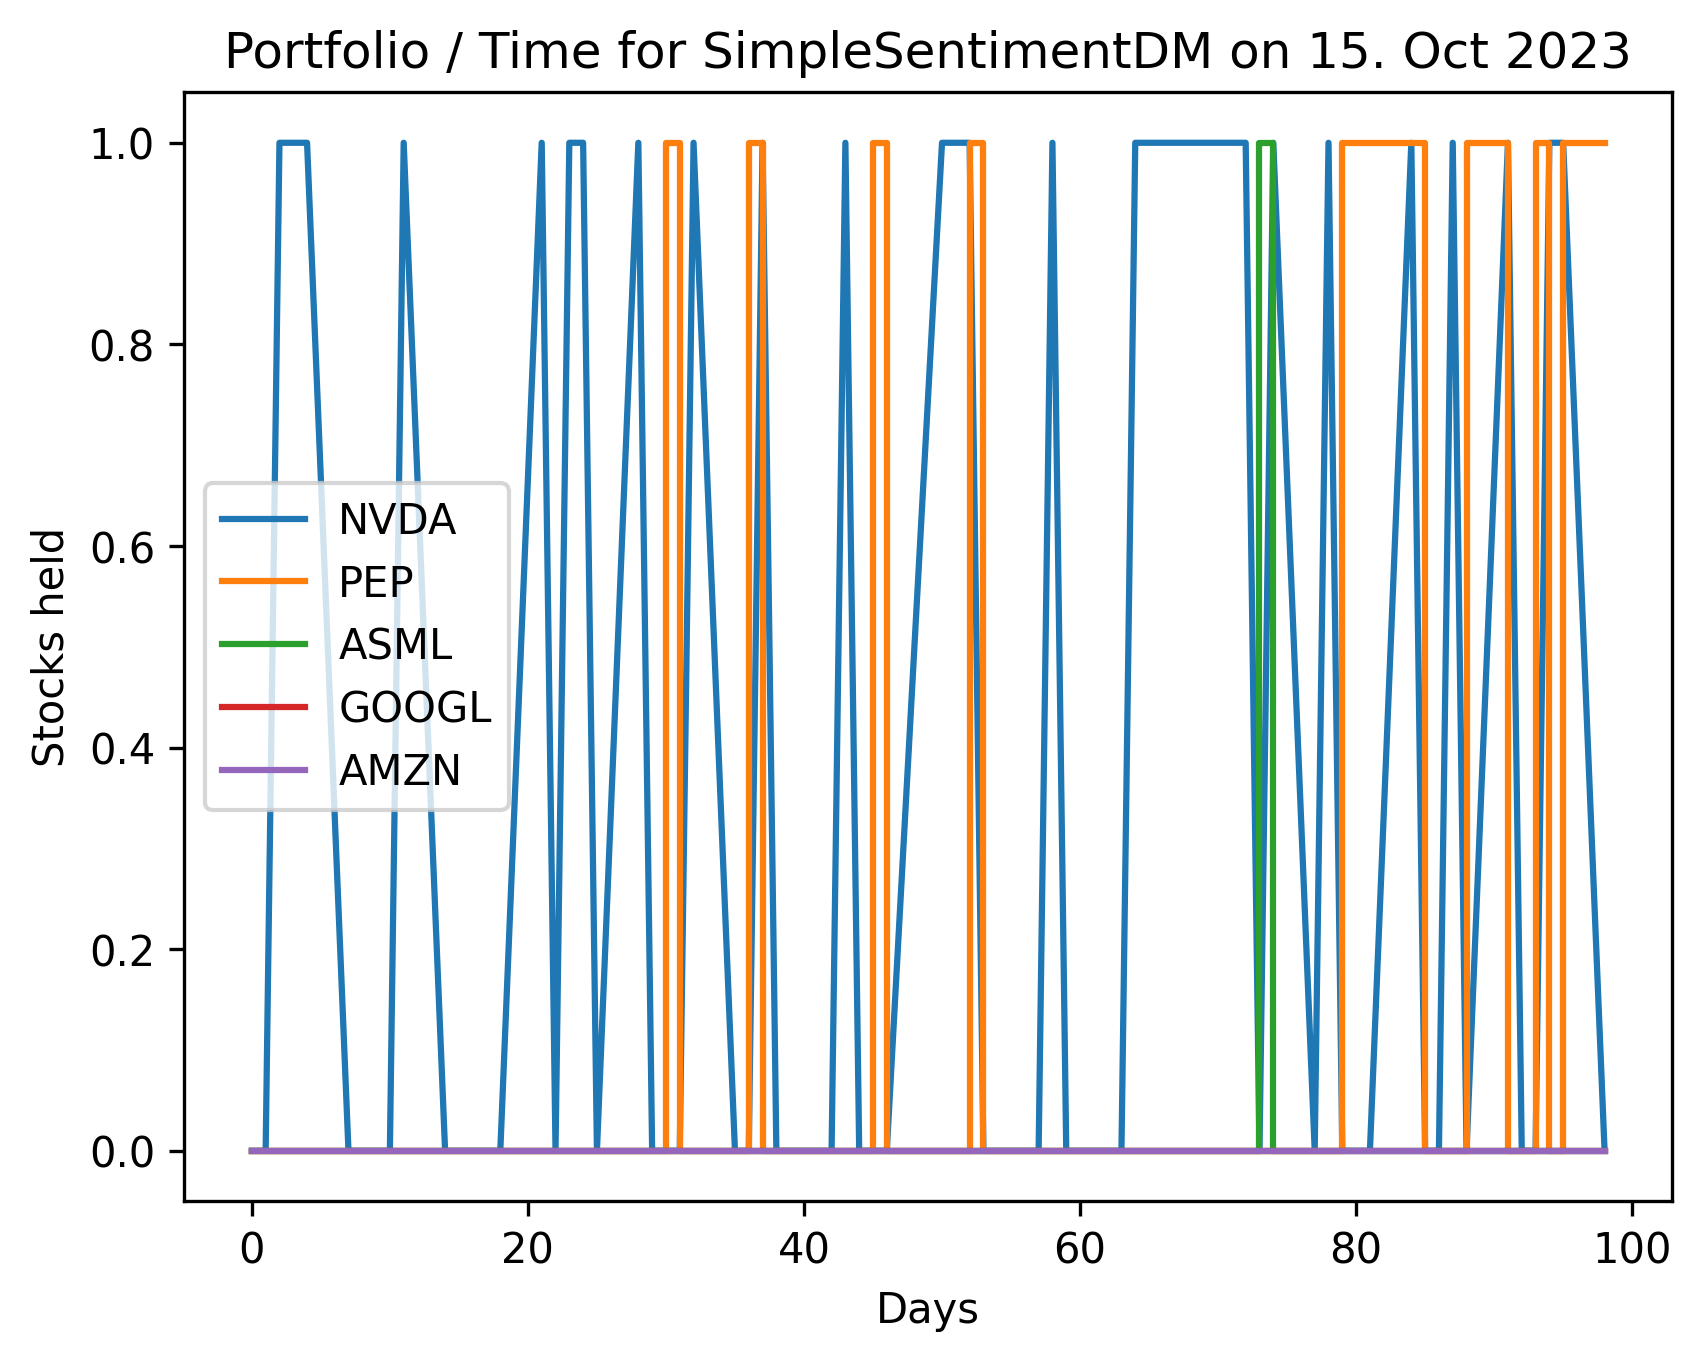 Portfolio / Time for SimpleSentimentDM on 15. Oct 2023
1.0
0.8
0.6
0.4
0.2
0.0
Stocks held
NVDA
PEP
ASML
GOOGL
AMZN
0 20 40 60 80 100
Days